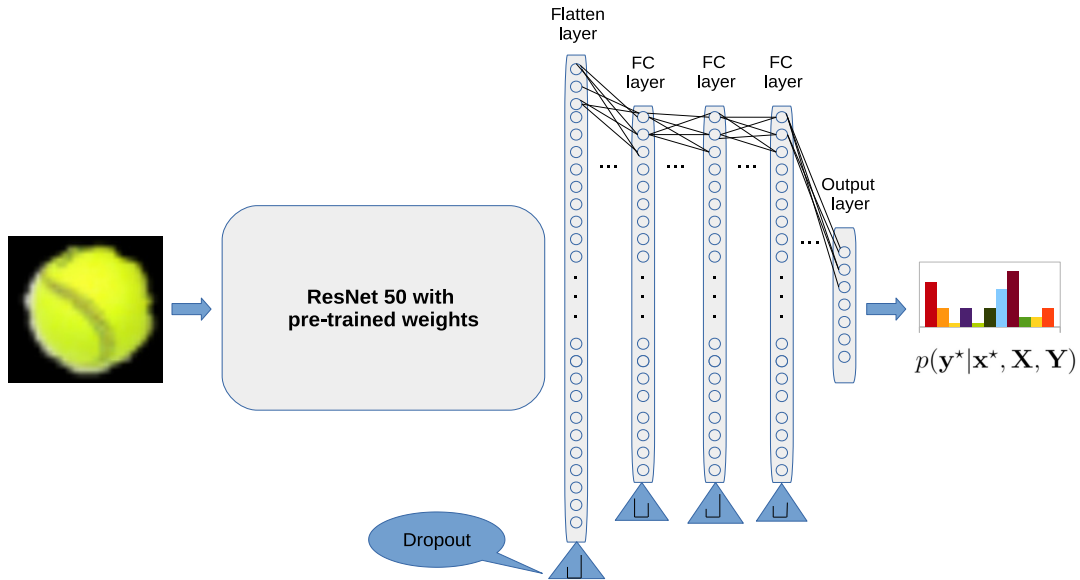 Flatten
layer
FC
layer
FC
layer
FC
layer
...
...
...
Output
layer
...
ResNet 50 with
pre-trained weights
p(y⋆|x⋆, X, Y)
Dropout